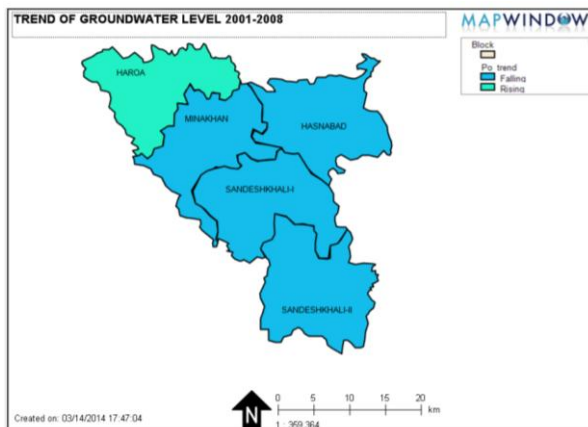 TREND OF GROUNDWATER LEVEL 2001-2008
MAPWINDOW
Block
Po_trend
Falling
Rising
HAROA
MINAKHAN
HASNABAD
SANDESHKHALI-I
SANDESHKHALI-II
Created on: 03/14/2014 17:47:04
N
0 5 10 15 20
km
1 : 359,364